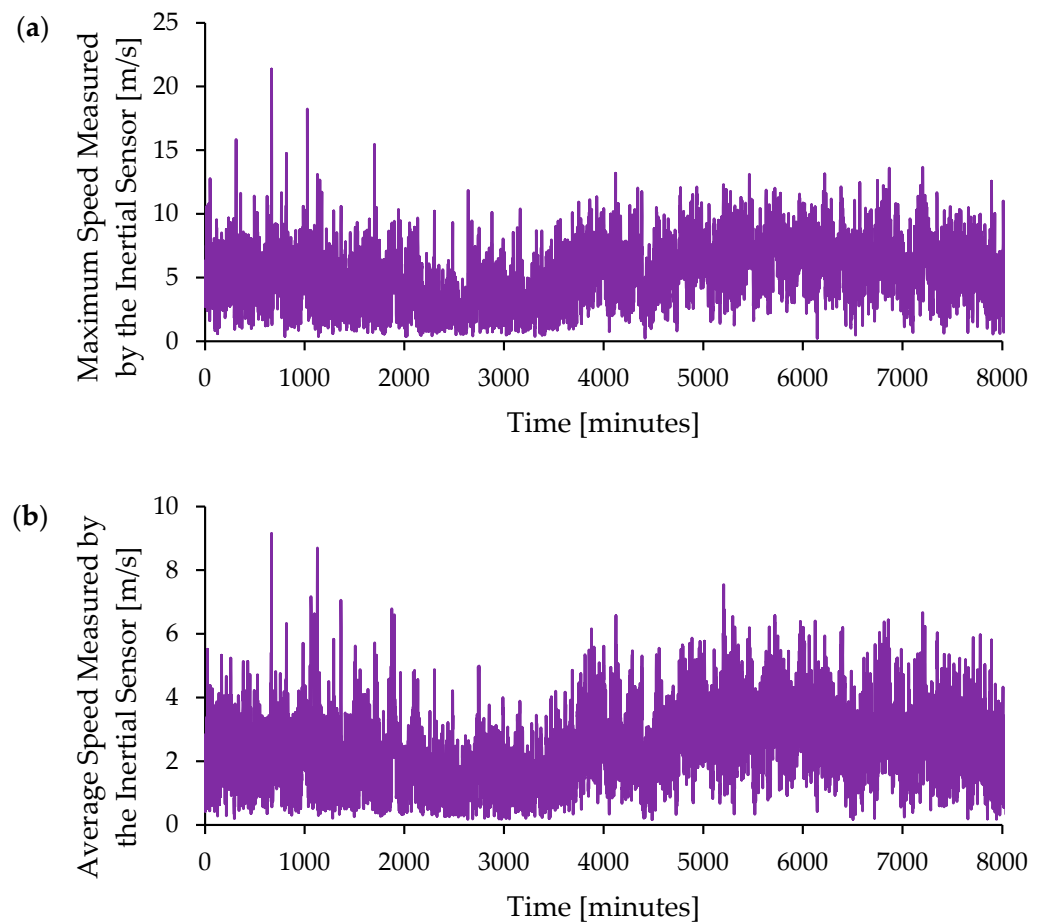 (a)
Maximum Speed Measured
by the Inertial Sensor [m/s]
25
20
15
10
5
0
0 1000 2000 3000 4000 5000 6000 7000 8000
Time [minutes]
(b)
Average Speed Measured by
the Inertial Sensor [m/s]
10
8
6
4
2
0
0 1000 2000 3000 4000 5000 6000 7000 8000
Time [minutes]